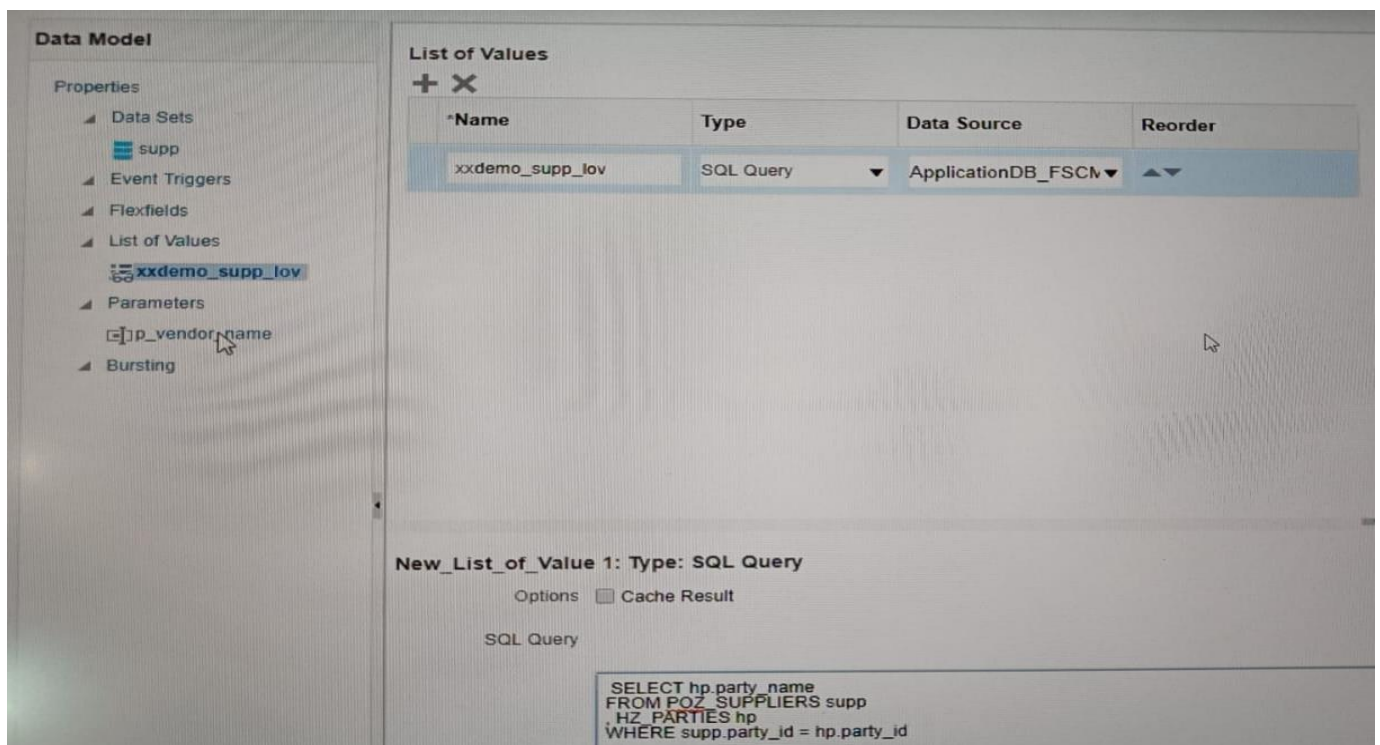 Data Model
Properties
Data Sets
supp
Event Triggers
Flexfields
List of Values
xxdemo_supp_lov
Parameters
p_vendor_name
Bursting
List of Values
*Name Type Data Source Reorder
xxdemo_supp_lov SQL Query ApplicationDB_FSCM
New_List_of_Value 1: Type: SQL Query
Options Cache Result
SQL Query
SELECT hp.party_name
FROM POZ_SUPPLIERS supp
, HZ_PARTIES hp
WHERE supp.party_id = hp.party_id